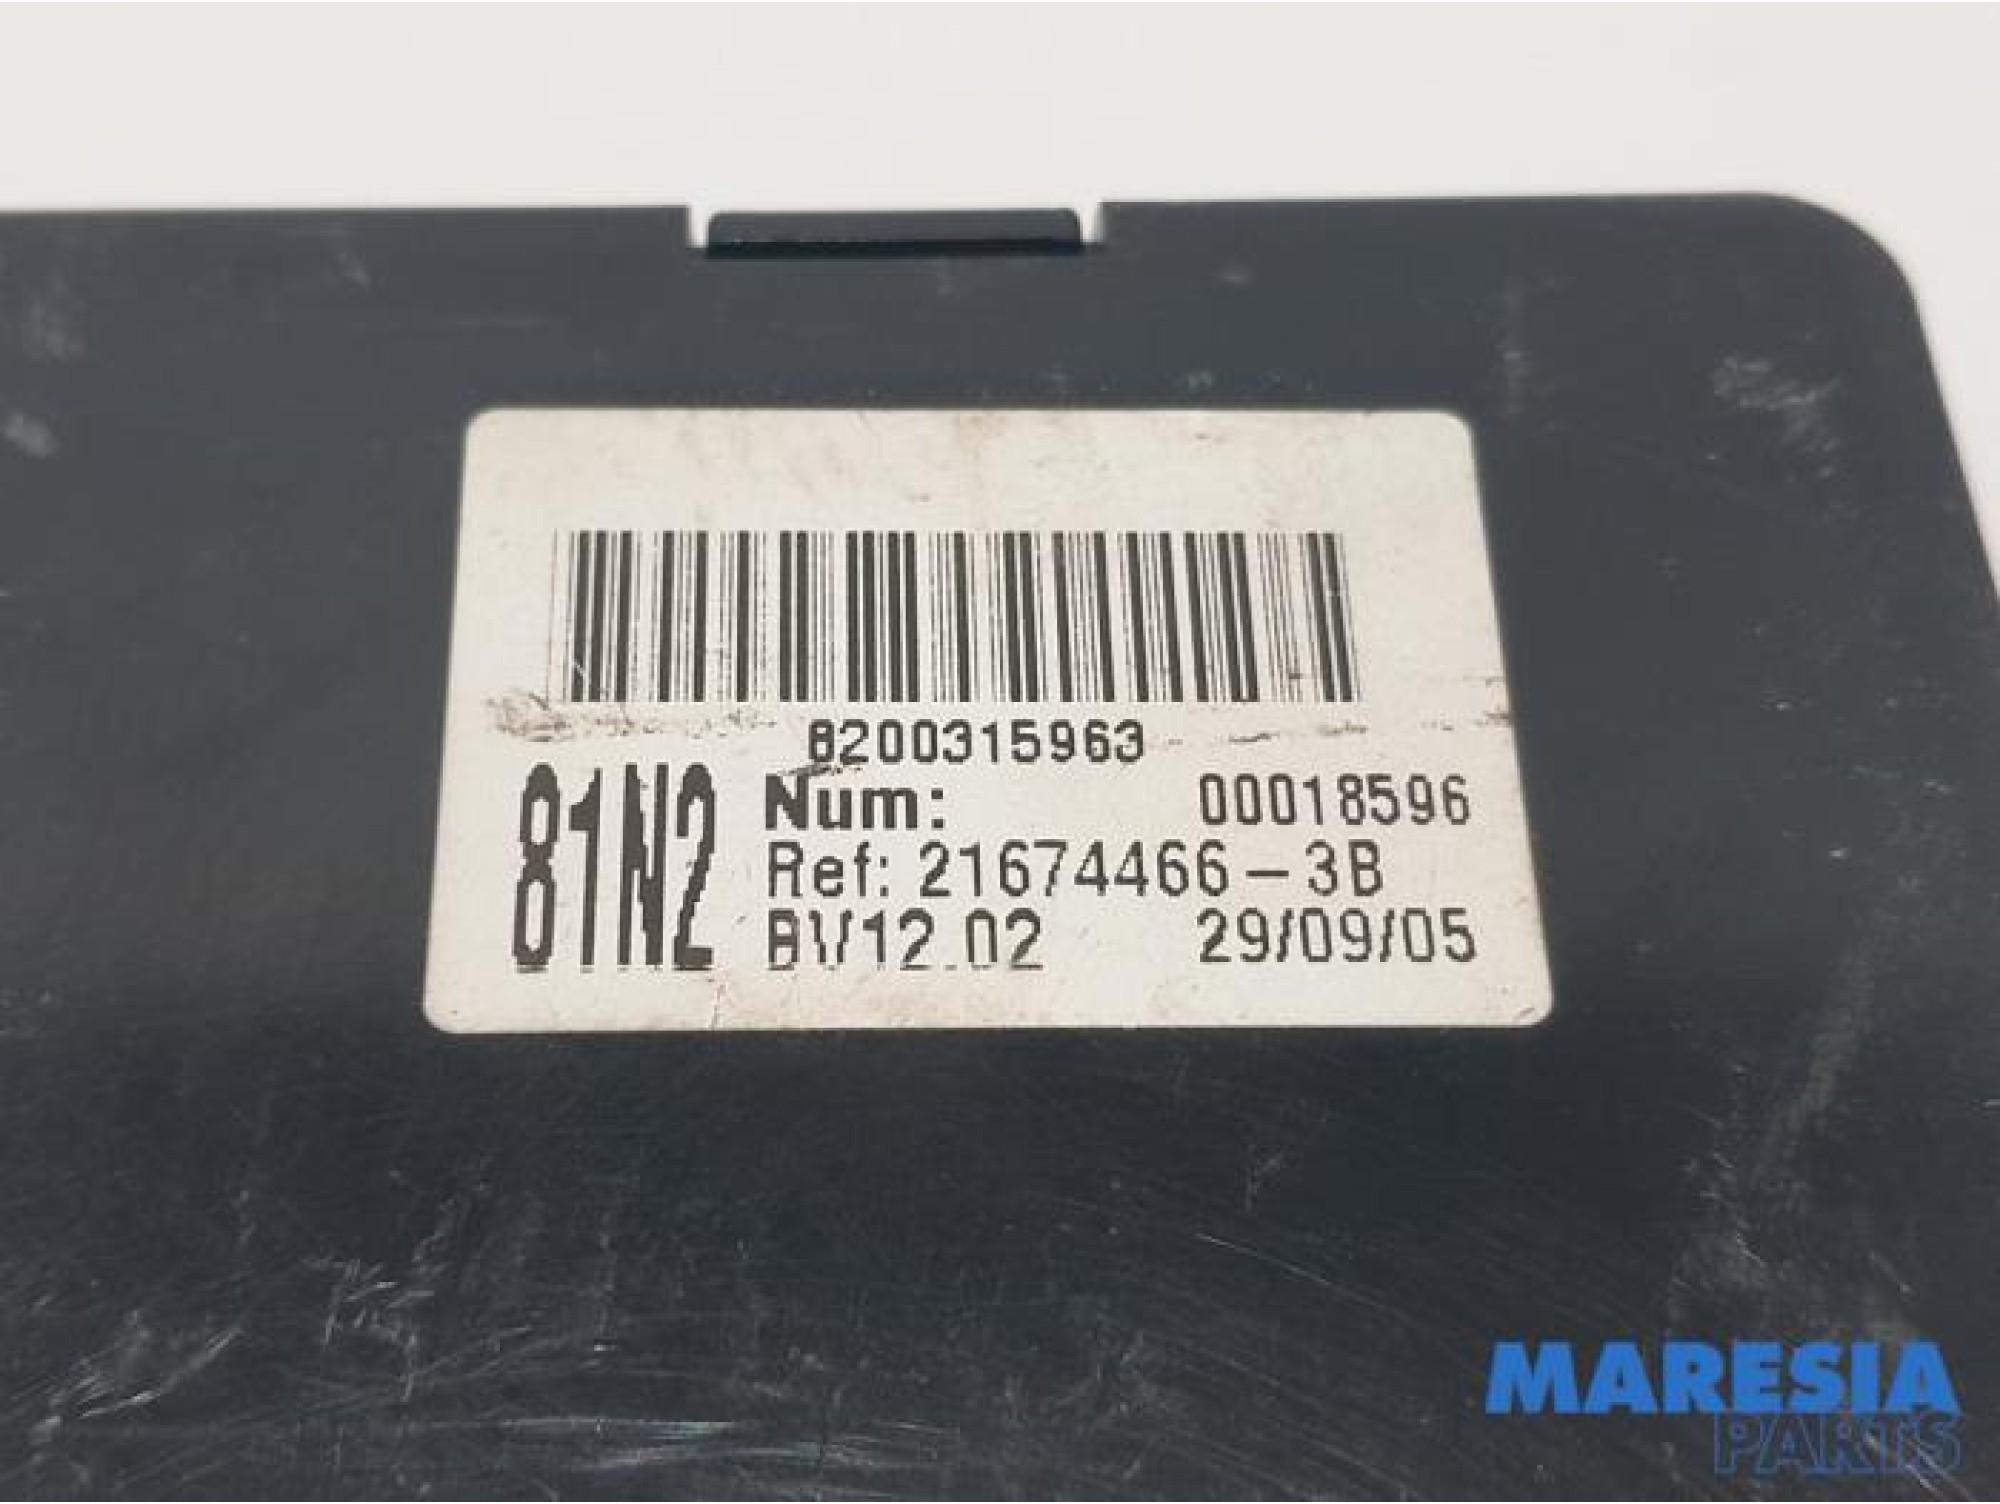 8200315963
81N2
Num: 00018596
Ref: 21674466-3B
BV12.02 29/09/05
MARESIA
PARTS